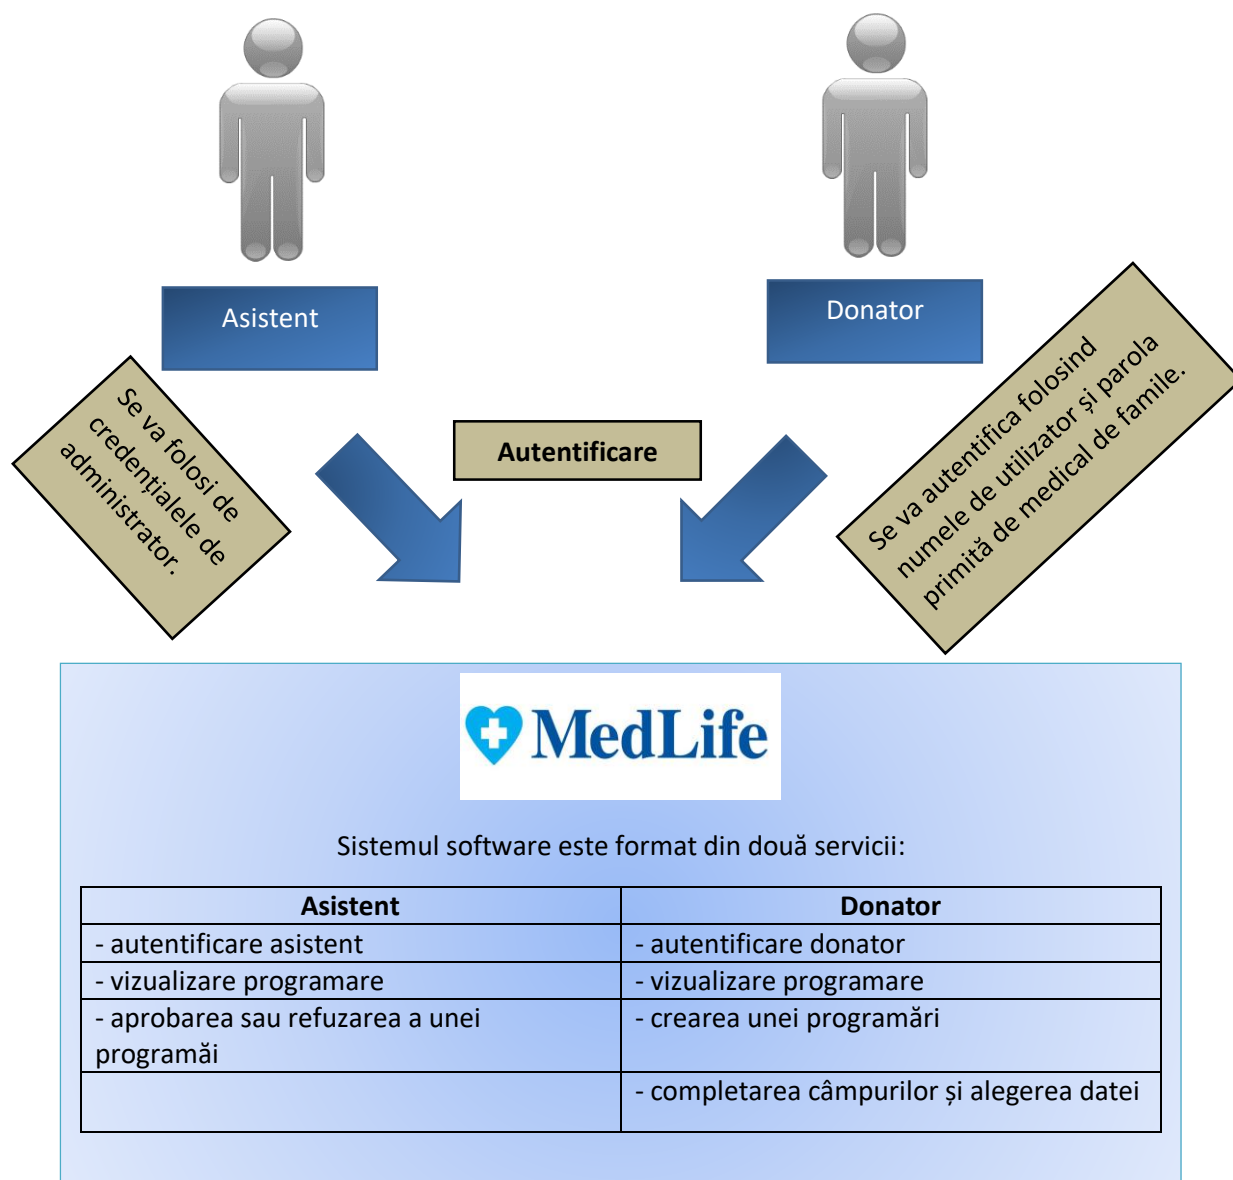 Asistent
Donator
Se va folosi de
credențialele de
administrator.
Autentificare
Se va autentifica folosind
numele de utilizator și parola
primită de medical de famile.
MedLife
Sistemul software este format din două servicii:
Asistent
Donator
- autentificare asistent
- autentificare donator
- vizualizare programare
- vizualizare programare
- aprobarea sau refuzarea a unei
programăi
- crearea unei programări
- completarea câmpurilor și alegerea datei